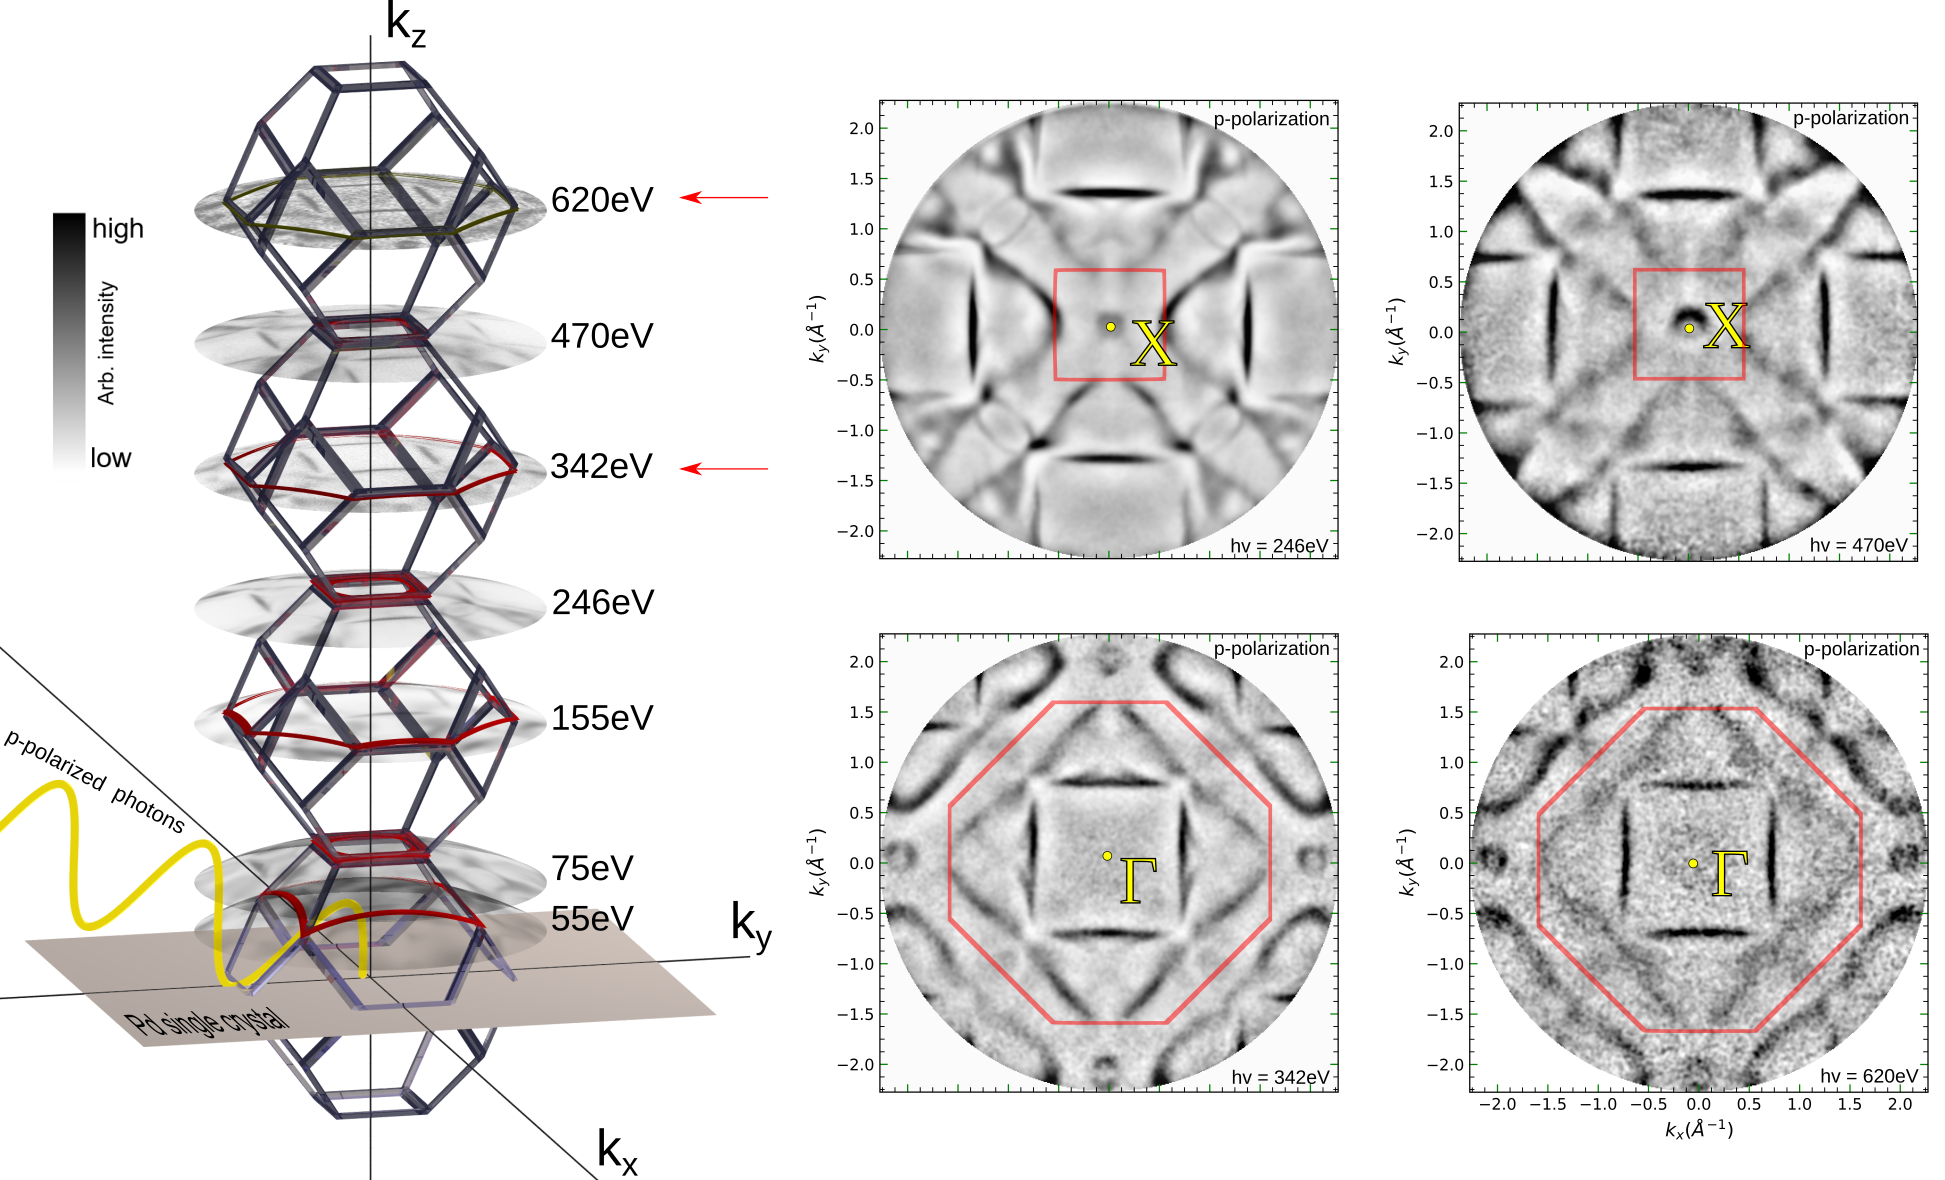 k_z
high
Arb. intensity
low
620eV
470eV
342eV
246eV
155eV
75eV
55eV
p-polarized photons
Pd single crystal
k_y
k_x
p-polarization
2.0
1.5
1.0
0.5
0.0
−0.5
−1.0
−1.5
−2.0
k_y(Å⁻¹)
X
hν = 246eV
p-polarization
2.0
1.5
1.0
0.5
0.0
−0.5
−1.0
−1.5
−2.0
k_y(Å⁻¹)
X
hν = 470eV
p-polarization
2.0
1.5
1.0
0.5
0.0
−0.5
−1.0
−1.5
−2.0
k_y(Å⁻¹)
Γ
hν = 342eV
p-polarization
2.0
1.5
1.0
0.5
0.0
−0.5
−1.0
−1.5
−2.0
k_y(Å⁻¹)
Γ
hν = 620eV
−2.0 −1.5 −1.0 −0.5 0.0 0.5 1.0 1.5 2.0
k_x(Å⁻¹)